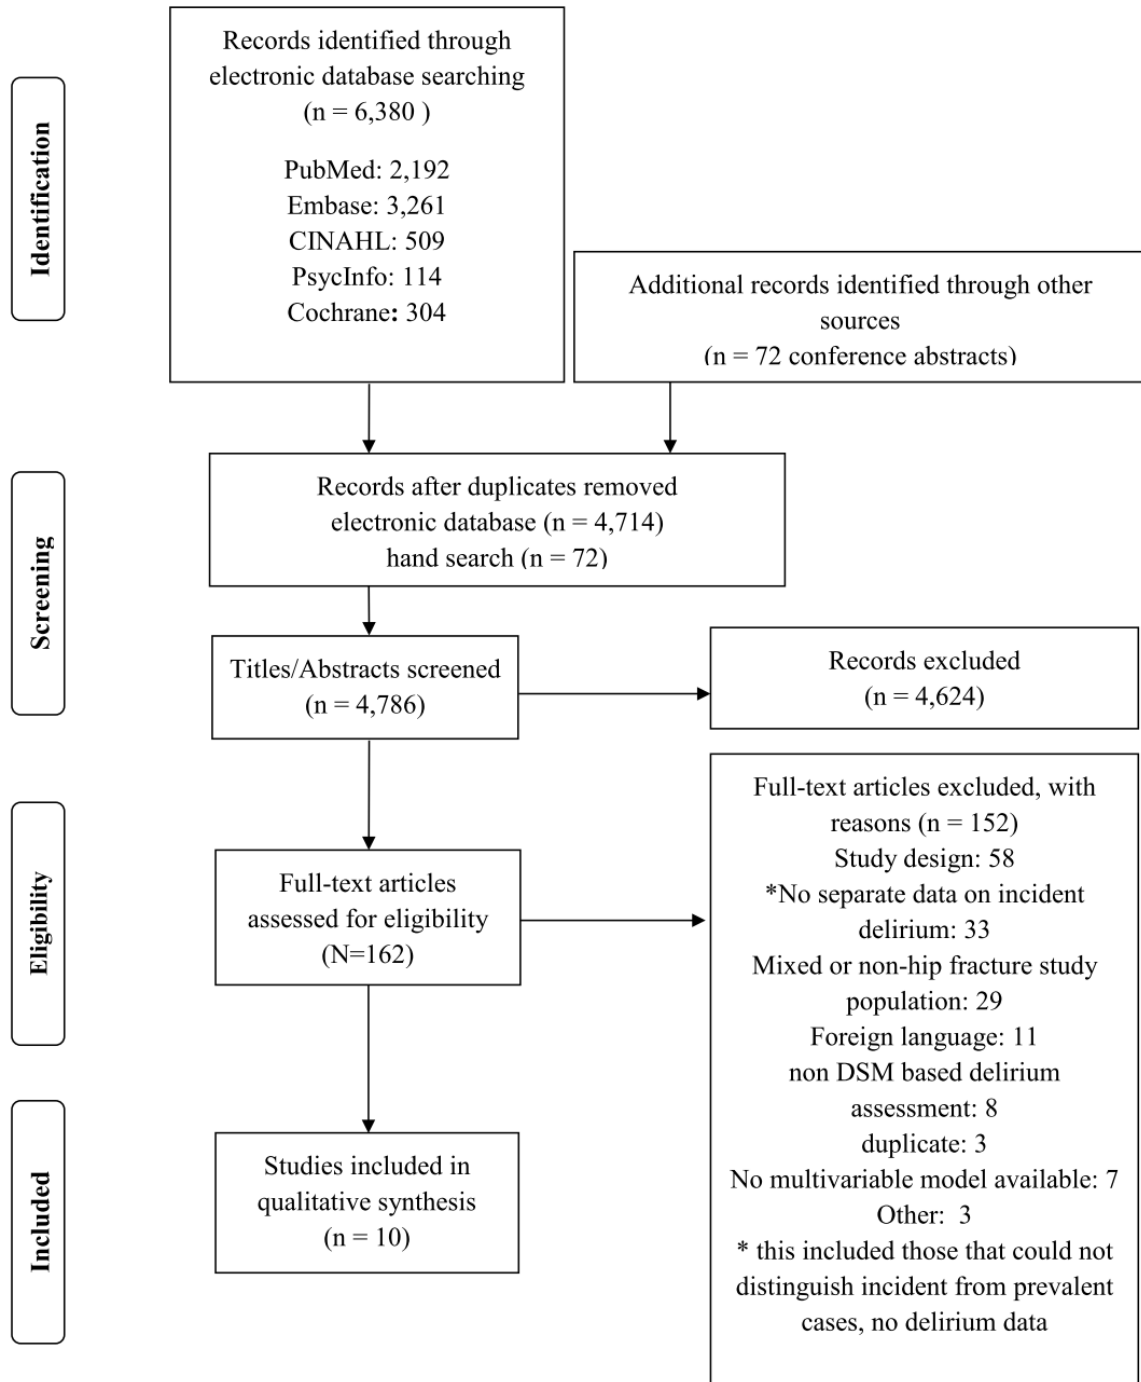 Identification
Records identified through
electronic database searching
(n = 6,380 )
PubMed: 2,192
Embase: 3,261
CINAHL: 509
PsycInfo: 114
Cochrane: 304
Additional records identified through other
sources
(n = 72 conference abstracts)
Screening
Records after duplicates removed
electronic database (n = 4,714)
hand search (n = 72)
Titles/Abstracts screened
(n = 4,786)
Records excluded
(n = 4,624)
Eligibility
Full-text articles
assessed for eligibility
(N=162)
Full-text articles excluded, with
reasons (n = 152)
Study design: 58
*No separate data on incident
delirium: 33
Mixed or non-hip fracture study
population: 29
Foreign language: 11
non DSM based delirium
assessment: 8
duplicate: 3
No multivariable model available: 7
Other:  3
* this included those that could not
distinguish incident from prevalent
cases, no delirium data
Included
Studies included in
qualitative synthesis
(n = 10)